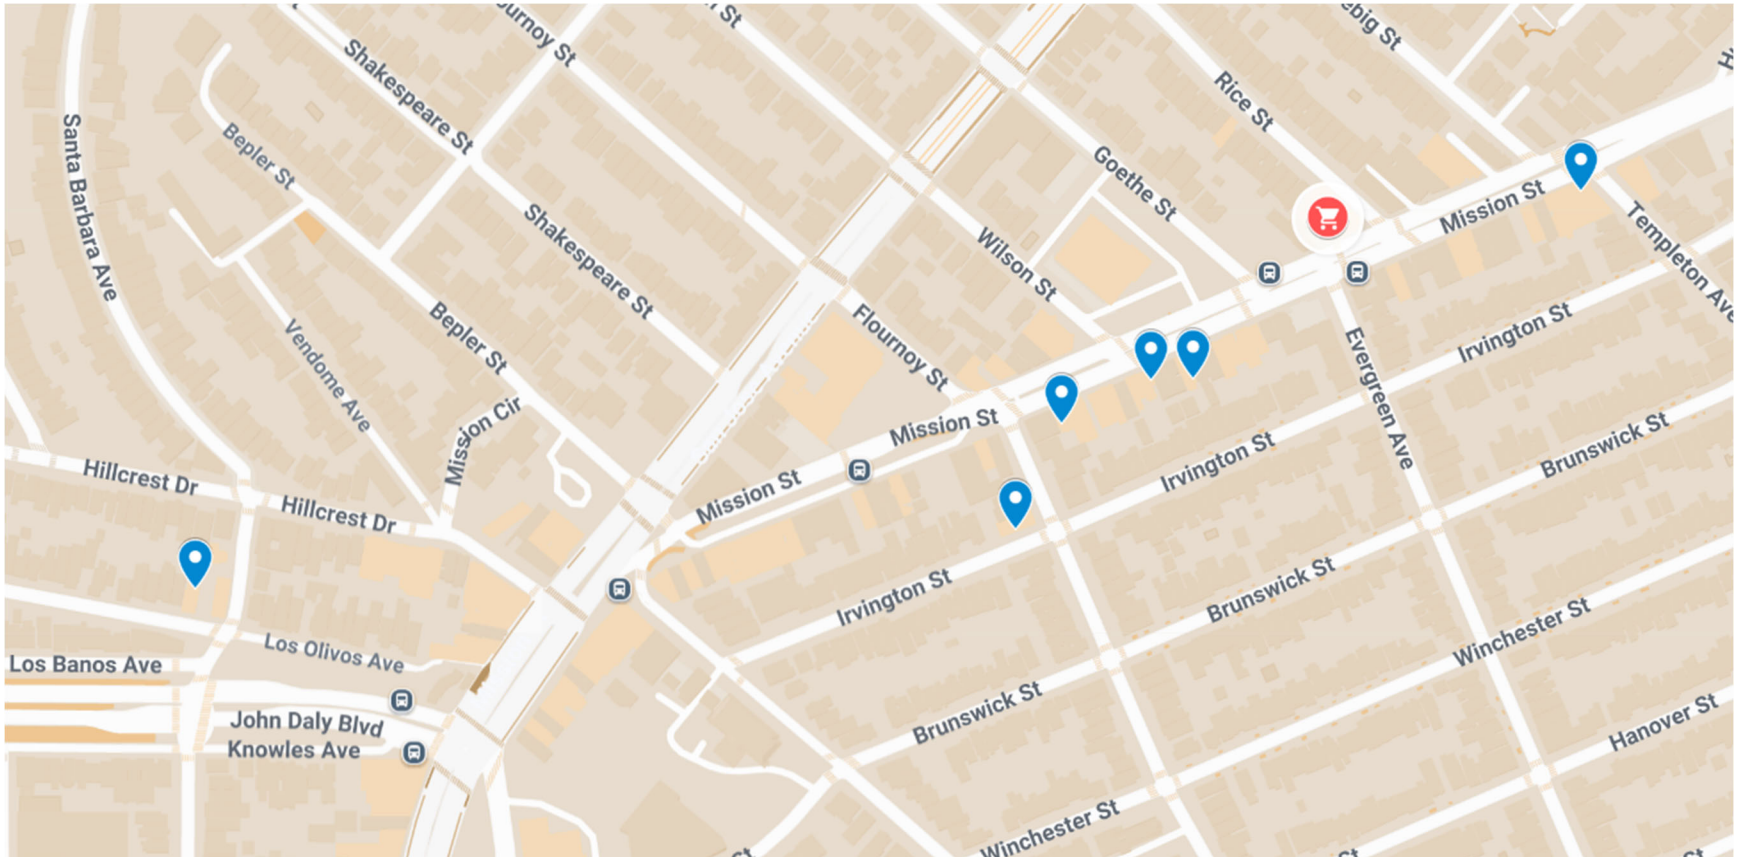 Shakespeare St
Rice St
Bepler St
Santa Barbara Ave
Goethe St
Mission St
Templeton Ave
Shakespeare St
Wilson St
Bepler St
Flournoy St
Irvington St
Vendome Ave
Evergreen Ave
Mission Cir
Mission St
Brunswick St
Irvington St
Hillcrest Dr
Mission St
Hillcrest Dr
Irvington St
Brunswick St
Winchester St
Los Olivos Ave
Los Banos Ave
Brunswick St
Hanover St
John Daly Blvd
Knowles Ave
Winchester St